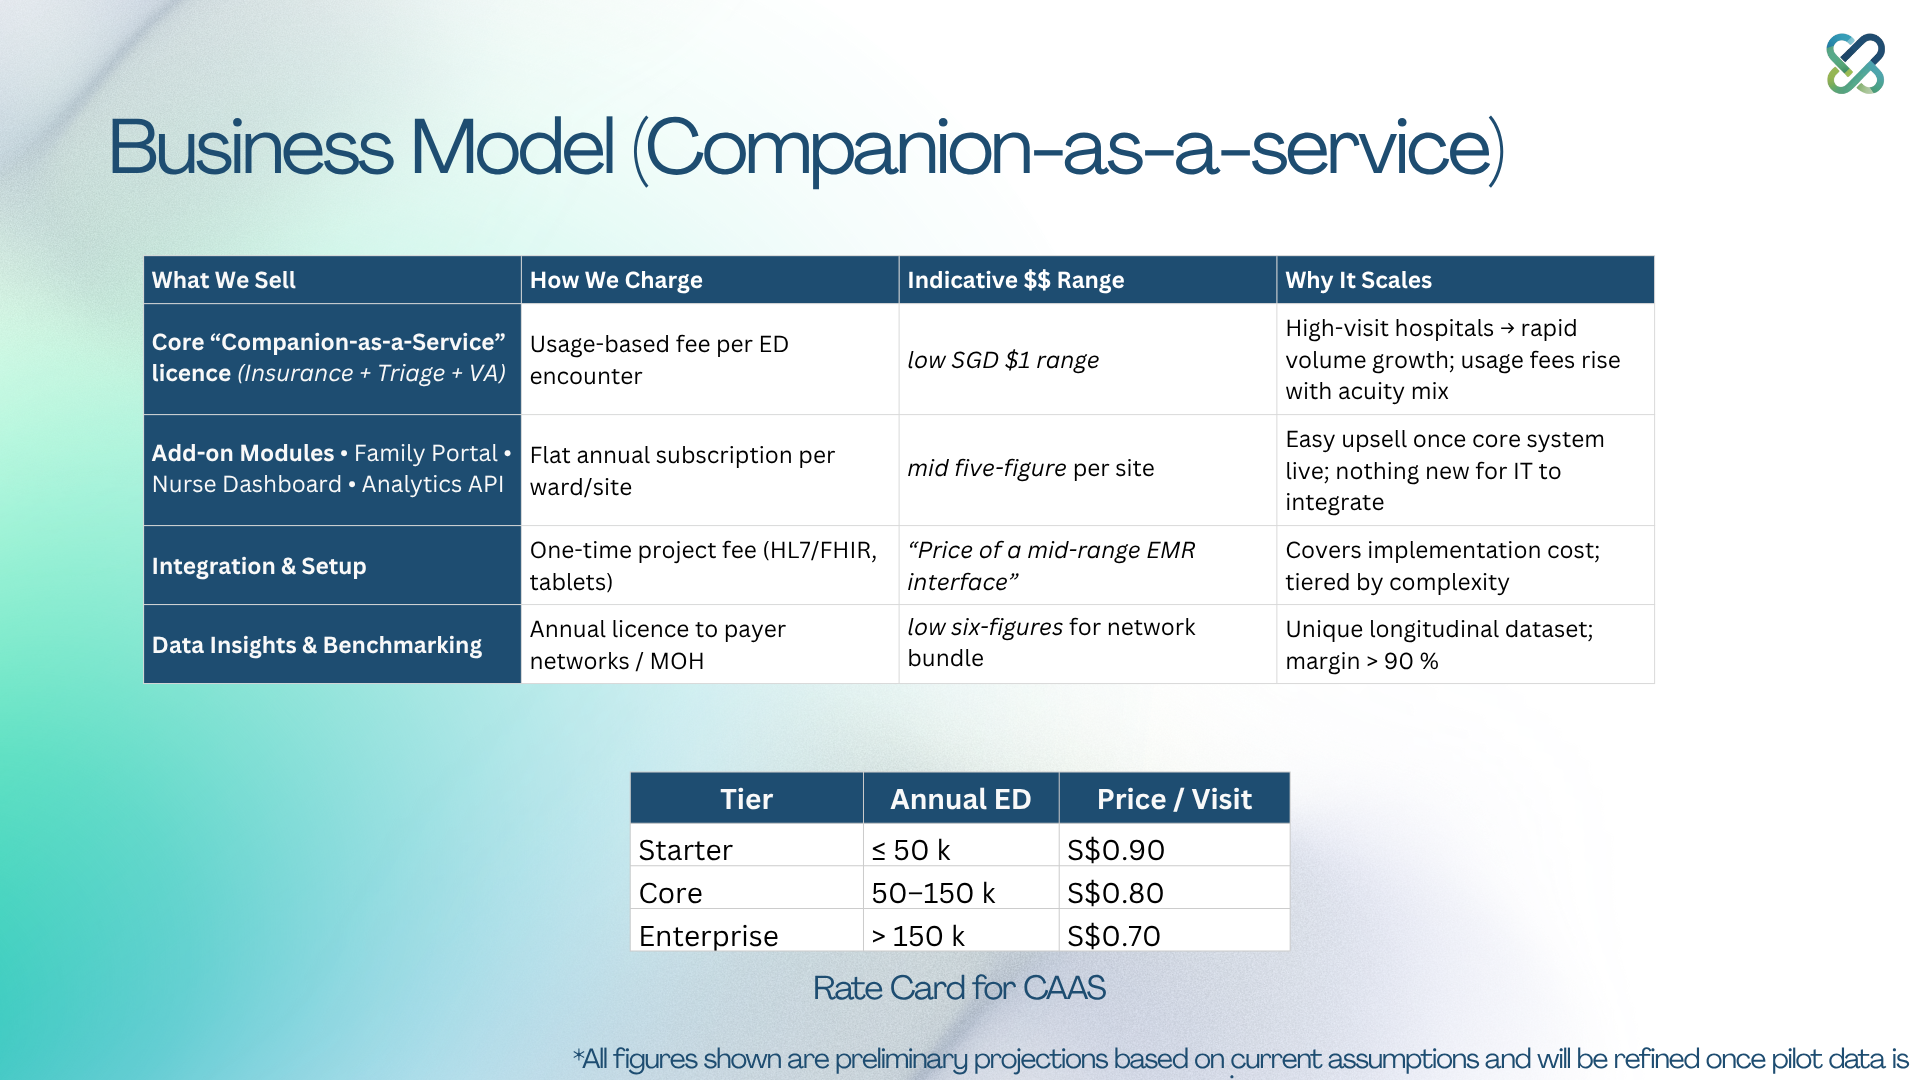 Business Model (Companion-as-a-service)
What We Sell
How We Charge
Indicative $$ Range
Why It Scales
Core “Companion-as-a-Service”
licence (Insurance + Triage + VA)
Usage-based fee per ED
encounter
low SGD $1 range
High-visit hospitals → rapid
volume growth; usage fees rise
with acuity mix
Add-on Modules • Family Portal •
Nurse Dashboard • Analytics API
Flat annual subscription per
ward/site
mid five-figure per site
Easy upsell once core system
live; nothing new for IT to
integrate
Integration & Setup
One-time project fee (HL7/FHIR,
tablets)
“Price of a mid-range EMR
interface”
Covers implementation cost;
tiered by complexity
Data Insights & Benchmarking
Annual licence to payer
networks / MOH
low six-figures for network
bundle
Unique longitudinal dataset;
margin > 90 %
Tier
Annual ED
Price / Visit
Starter
≤ 50 k
S$0.90
Core
50–150 k
S$0.80
Enterprise
> 150 k
S$0.70
Rate Card for CAAS
*All figures shown are preliminary projections based on current assumptions and will be refined once pilot data is